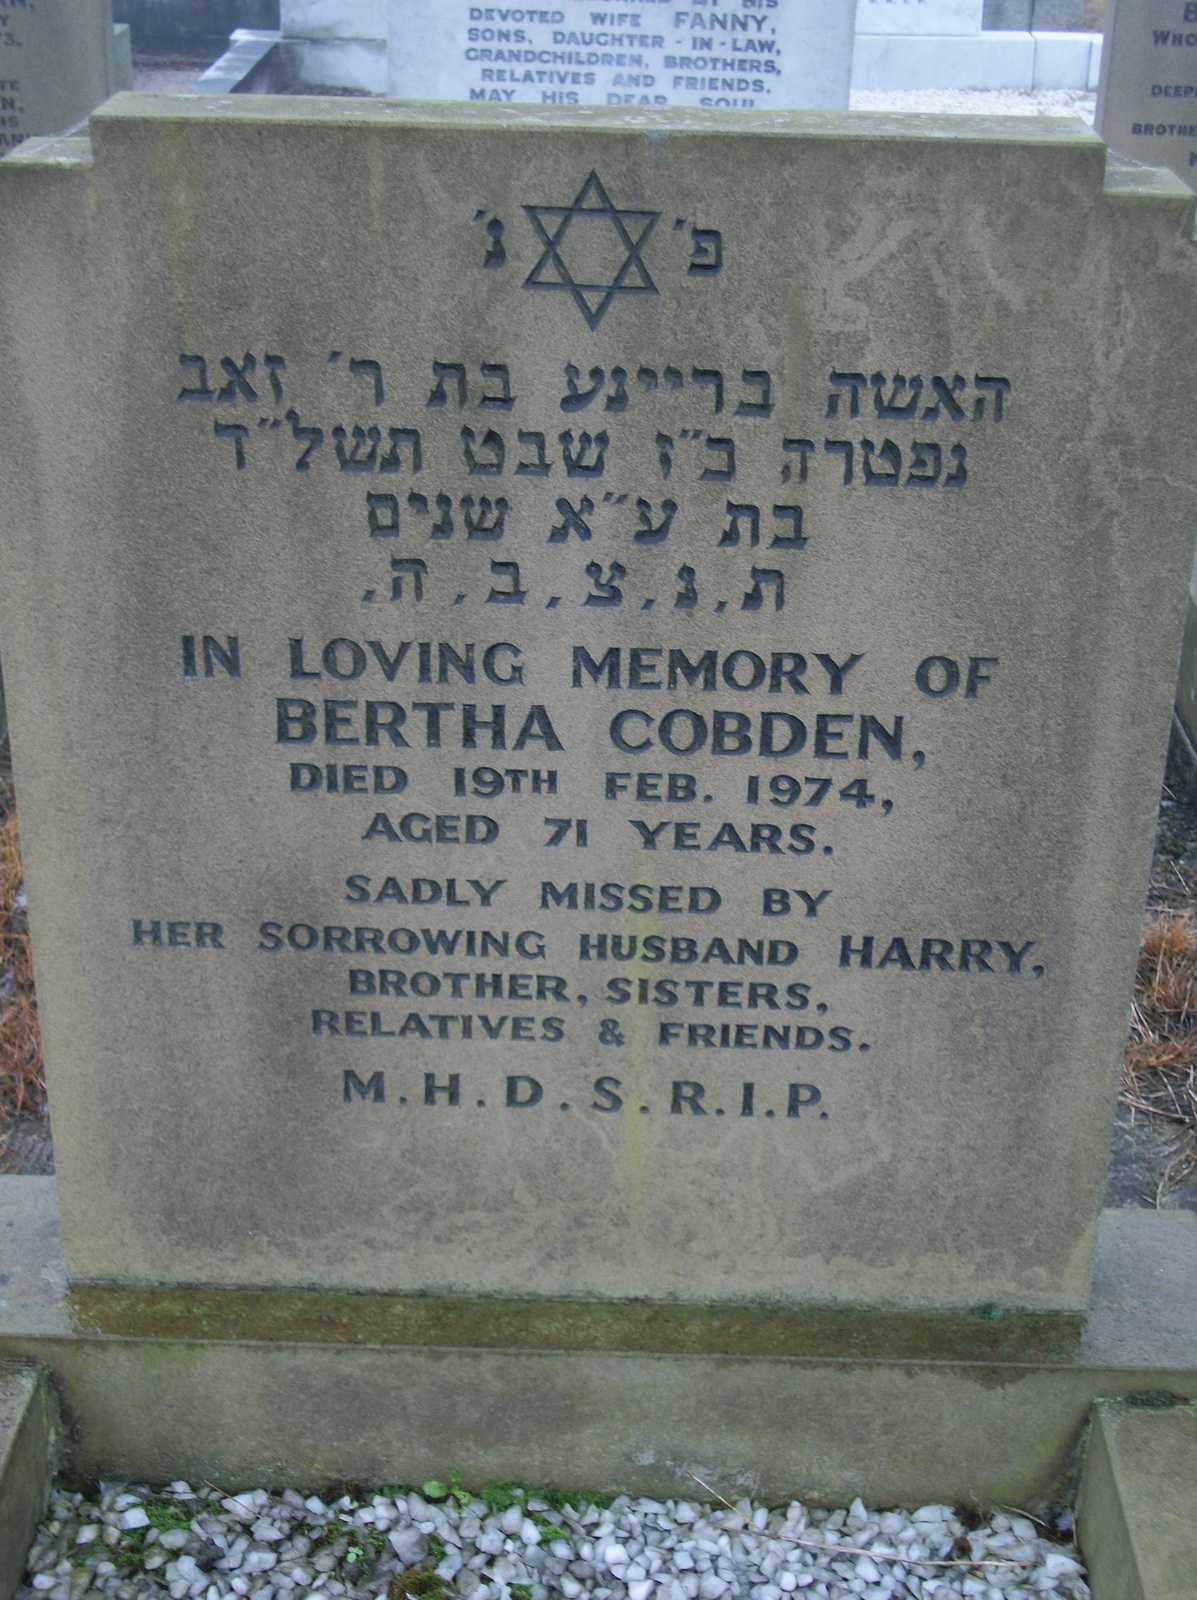 DEVOTED WIFE FANNY,
SONS, DAUGHTER-IN-LAW,
GRANDCHILDREN, BROTHERS,
RELATIVES AND FRIENDS.
MAY HIS DEAR SOUL
פ׳ נ׳
האשה בריינע בת ר׳ זאב
נפטרה כ״ז שבט תשל״ד
בת ע״א שנים
ת.נ.צ.ב.ה.
IN LOVING MEMORY OF
BERTHA COBDEN,
DIED 19TH FEB. 1974,
AGED 71 YEARS.
SADLY MISSED BY
HER SORROWING HUSBAND HARRY,
BROTHER, SISTERS,
RELATIVES & FRIENDS.
M.H.D.S.R.I.P.